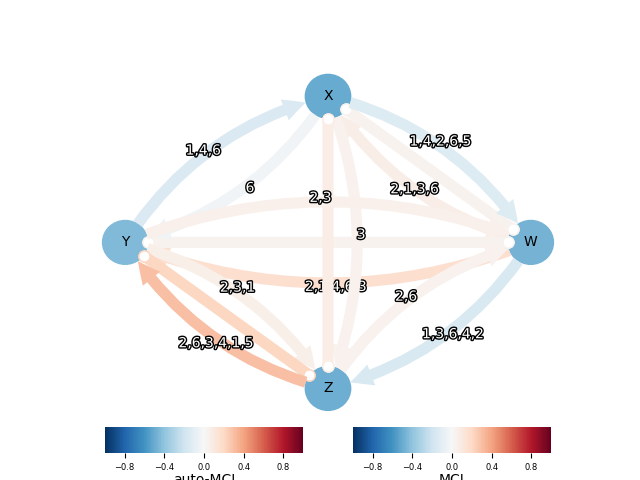 X
1,4,6
1,4,2,6,5
6
2,3
2,1,3,6
Y
3
W
2,3,1
2,6
2,6,3,4,1,5
1,3,6,4,2
Z
−0.8 −0.4 0.0 0.4 0.8
−0.8 −0.4 0.0 0.4 0.8
auto-MCI
MCI